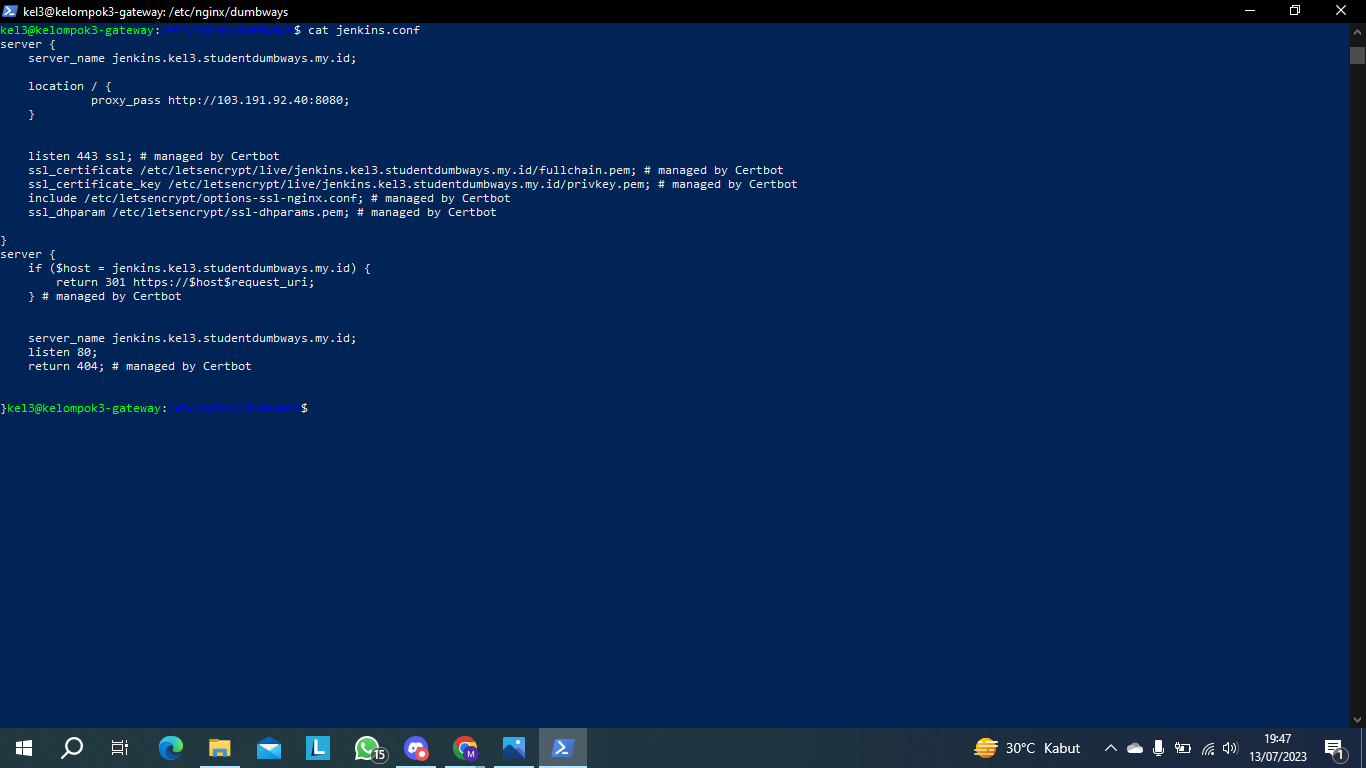 kel3@kelompok3-gateway: /etc/nginx/dumbways
kel3@kelompok3-gateway:/etc/nginx/dumbways$ cat jenkins.conf
server {
    server_name jenkins.kel3.studentdumbways.my.id;
    location / {
             proxy_pass http://103.191.92.40:8080;
    }
    listen 443 ssl; # managed by Certbot
    ssl_certificate /etc/letsencrypt/live/jenkins.kel3.studentdumbways.my.id/fullchain.pem; # managed by Certbot
    ssl_certificate_key /etc/letsencrypt/live/jenkins.kel3.studentdumbways.my.id/privkey.pem; # managed by Certbot
    include /etc/letsencrypt/options-ssl-nginx.conf; # managed by Certbot
    ssl_dhparam /etc/letsencrypt/ssl-dhparams.pem; # managed by Certbot
}
server {
    if ($host = jenkins.kel3.studentdumbways.my.id) {
        return 301 https://$host$request_uri;
    } # managed by Certbot
    server_name jenkins.kel3.studentdumbways.my.id;
    listen 80;
    return 404; # managed by Certbot
}kel3@kelompok3-gateway:/etc/nginx/dumbways$
L
15
M
30°C Kabut
19:47
13/07/2023
1